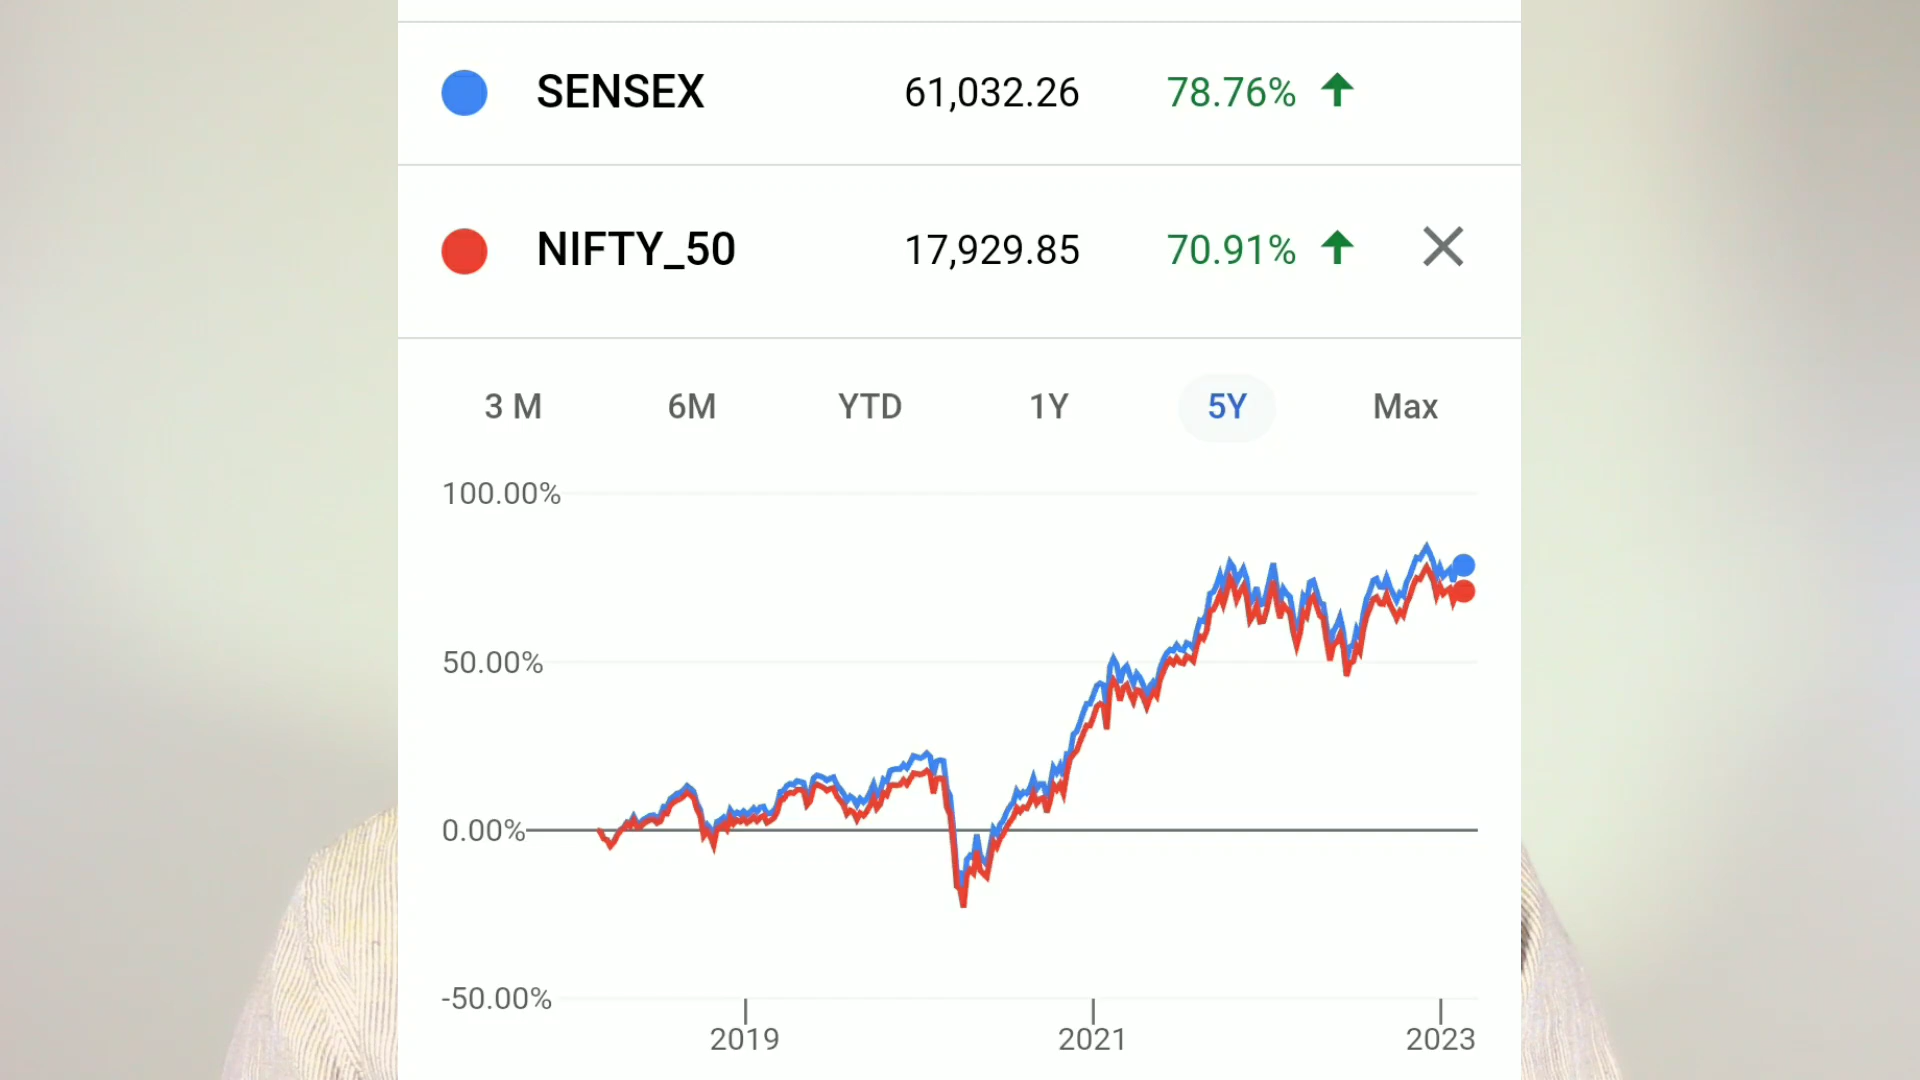 SENSEX 61,032.26 78.76%
NIFTY_50 17,929.85 70.91%
3 M 6M YTD 1Y 5Y Max
100.00%
50.00%
0.00%
-50.00%
2019 2021 2023